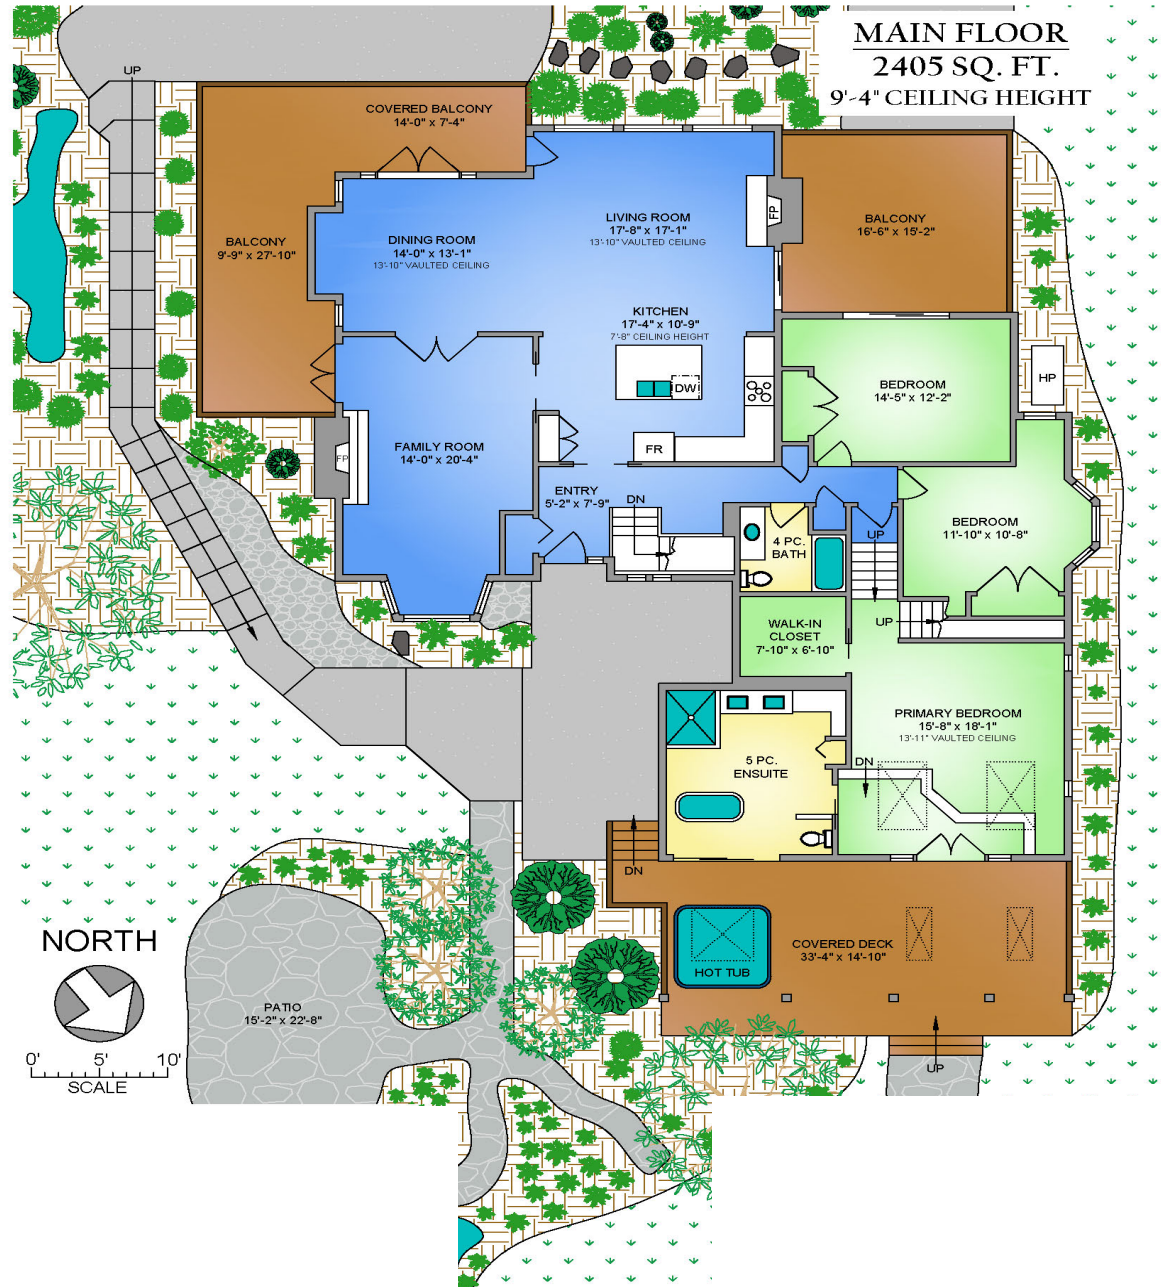 MAIN FLOOR
2405 SQ. FT.
9'-4" CEILING HEIGHT
UP
COVERED BALCONY
14'-0" x 7'-4"
BALCONY
9'-9" x 27'-10"
DINING ROOM
14'-0" x 13'-1"
13'-10" VAULTED CEILING
LIVING ROOM
17'-8" x 17'-1"
13'-10" VAULTED CEILING
FP
BALCONY
16'-6" x 15'-2"
KITCHEN
17'-4" x 10'-9"
7'-8" CEILING HEIGHT
DW
FR
BEDROOM
14'-5" x 12'-2"
HP
FAMILY ROOM
14'-0" x 20'-4"
FP
ENTRY
5'-2" x 7'-9"
DN
4 PC.
BATH
UP
BEDROOM
11'-10" x 10'-8"
UP
WALK-IN
CLOSET
7'-10" x 6'-10"
PRIMARY BEDROOM
15'-8" x 18'-1"
13'-11" VAULTED CEILING
DN
5 PC.
ENSUITE
DN
COVERED DECK
33'-4" x 14'-10"
HOT TUB
UP
NORTH
PATIO
15'-2" x 22'-8"
0' 5' 10'
SCALE